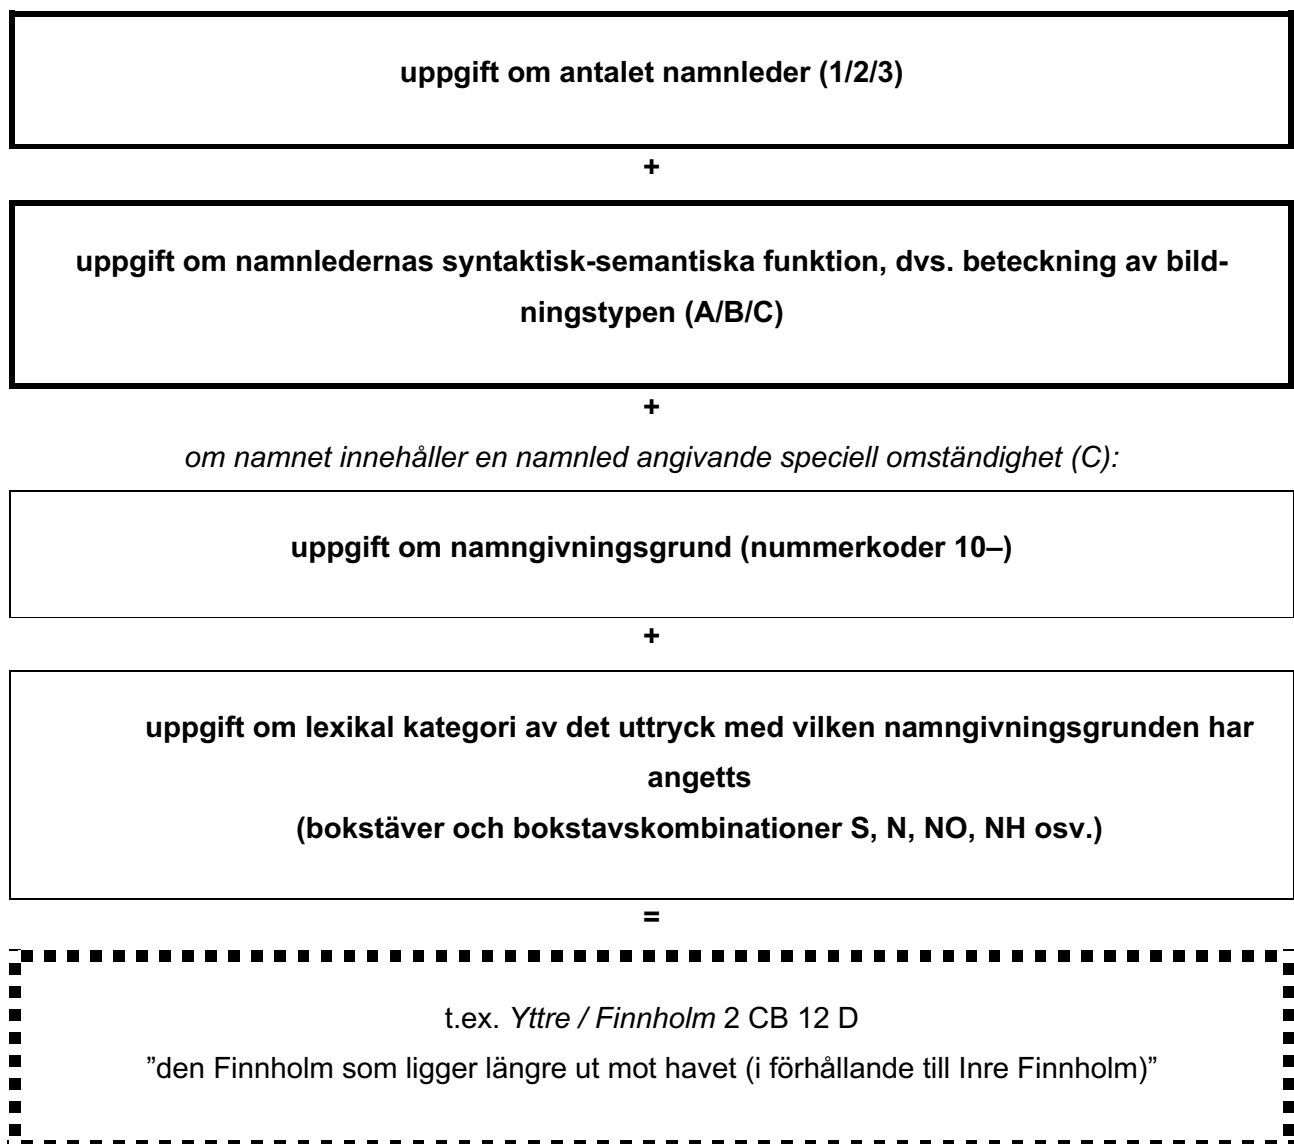 uppgift om antalet namnleder (1/2/3)
+
uppgift om namnledernas syntaktisk-semantiska funktion, dvs. beteckning av bild-
ningstypen (A/B/C)
+
om namnet innehåller en namnled angivande speciell omständighet (C):
uppgift om namngivningsgrund (nummerkoder 10–)
+
uppgift om lexikal kategori av det uttryck med vilken namngivningsgrunden har
angetts
(bokstäver och bokstavskombinationer S, N, NO, NH osv.)
=
t.ex. Yttre / Finnholm 2 CB 12 D
”den Finnholm som ligger längre ut mot havet (i förhållande till Inre Finnholm)”